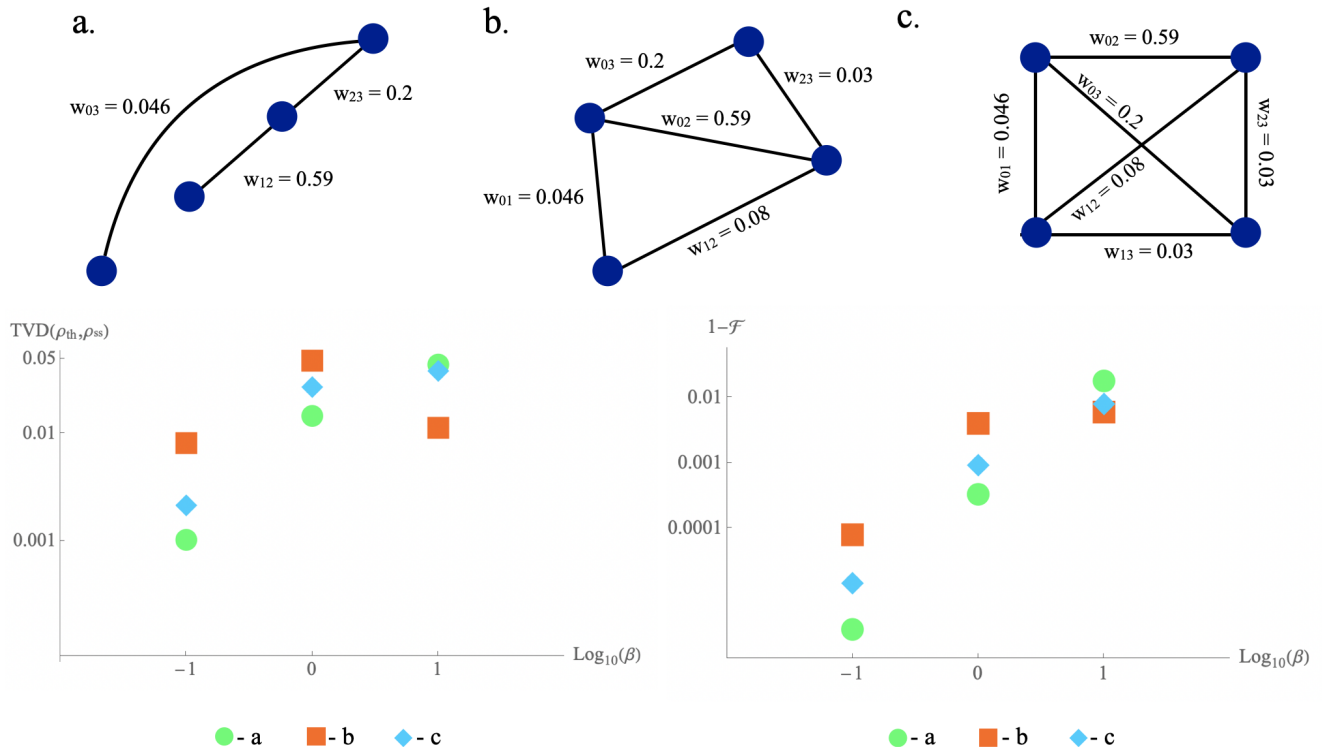 a.
w₀₃ = 0.046
w₂₃ = 0.2
w₁₂ = 0.59
b.
w₀₃ = 0.2
w₂₃ = 0.03
w₀₂ = 0.59
w₀₁ = 0.046
w₁₂ = 0.08
c.
w₀₂ = 0.59
w₀₃ = 0.2
w₀₁ = 0.046
w₂₃ = 0.03
w₁₂ = 0.08
w₁₃ = 0.03
TVD(ρth,ρss)
0.05
0.01
0.001
−1 0 1
Log₁₀(β)
- a - b - c
1−ℱ
0.01
0.001
0.0001
−1 0 1
Log₁₀(β)
- a - b - c